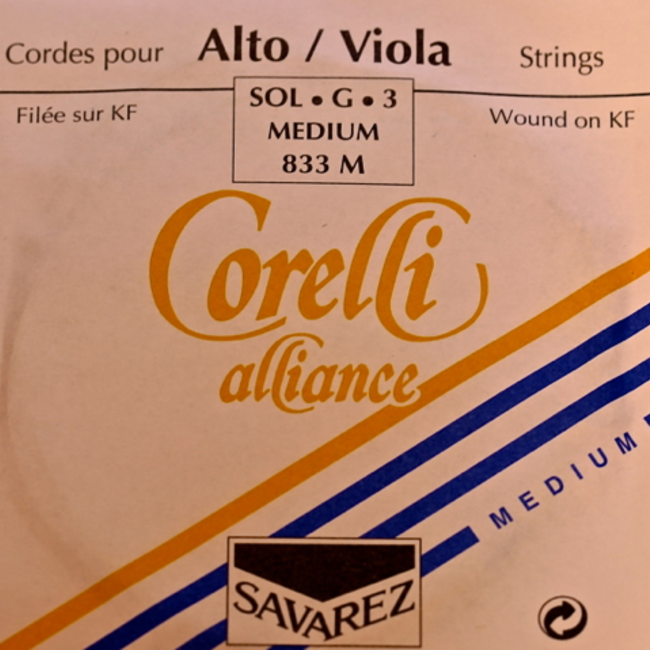 Cordes pour Alto / Viola Strings
Filée sur KF SOL • G • 3 Wound on KF
MEDIUM
833 M
Corelli
alliance
MEDIUM
SAVAREZ